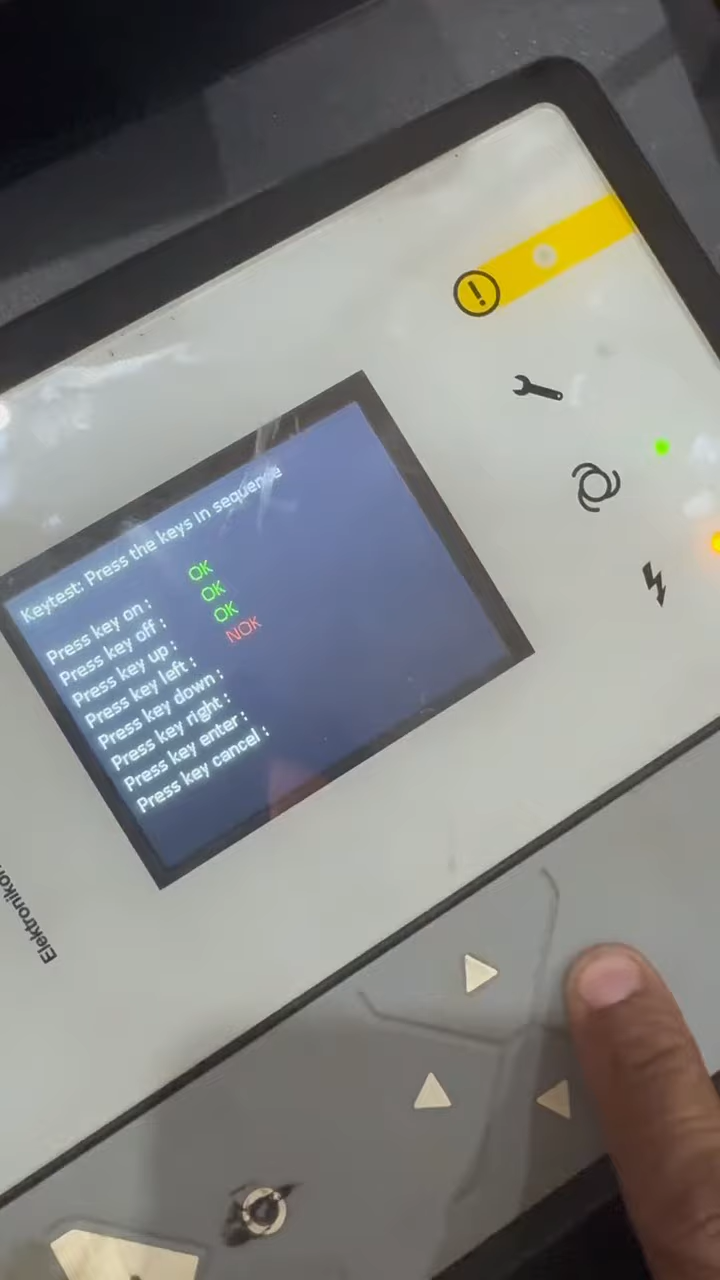 Keytest: Press the keys in sequence
Press key on : OK
Press key off : OK
Press key up : OK
Press key left : NOK
Press key down :
Press key right :
Press key enter :
Press key cancel :
Elektronikon